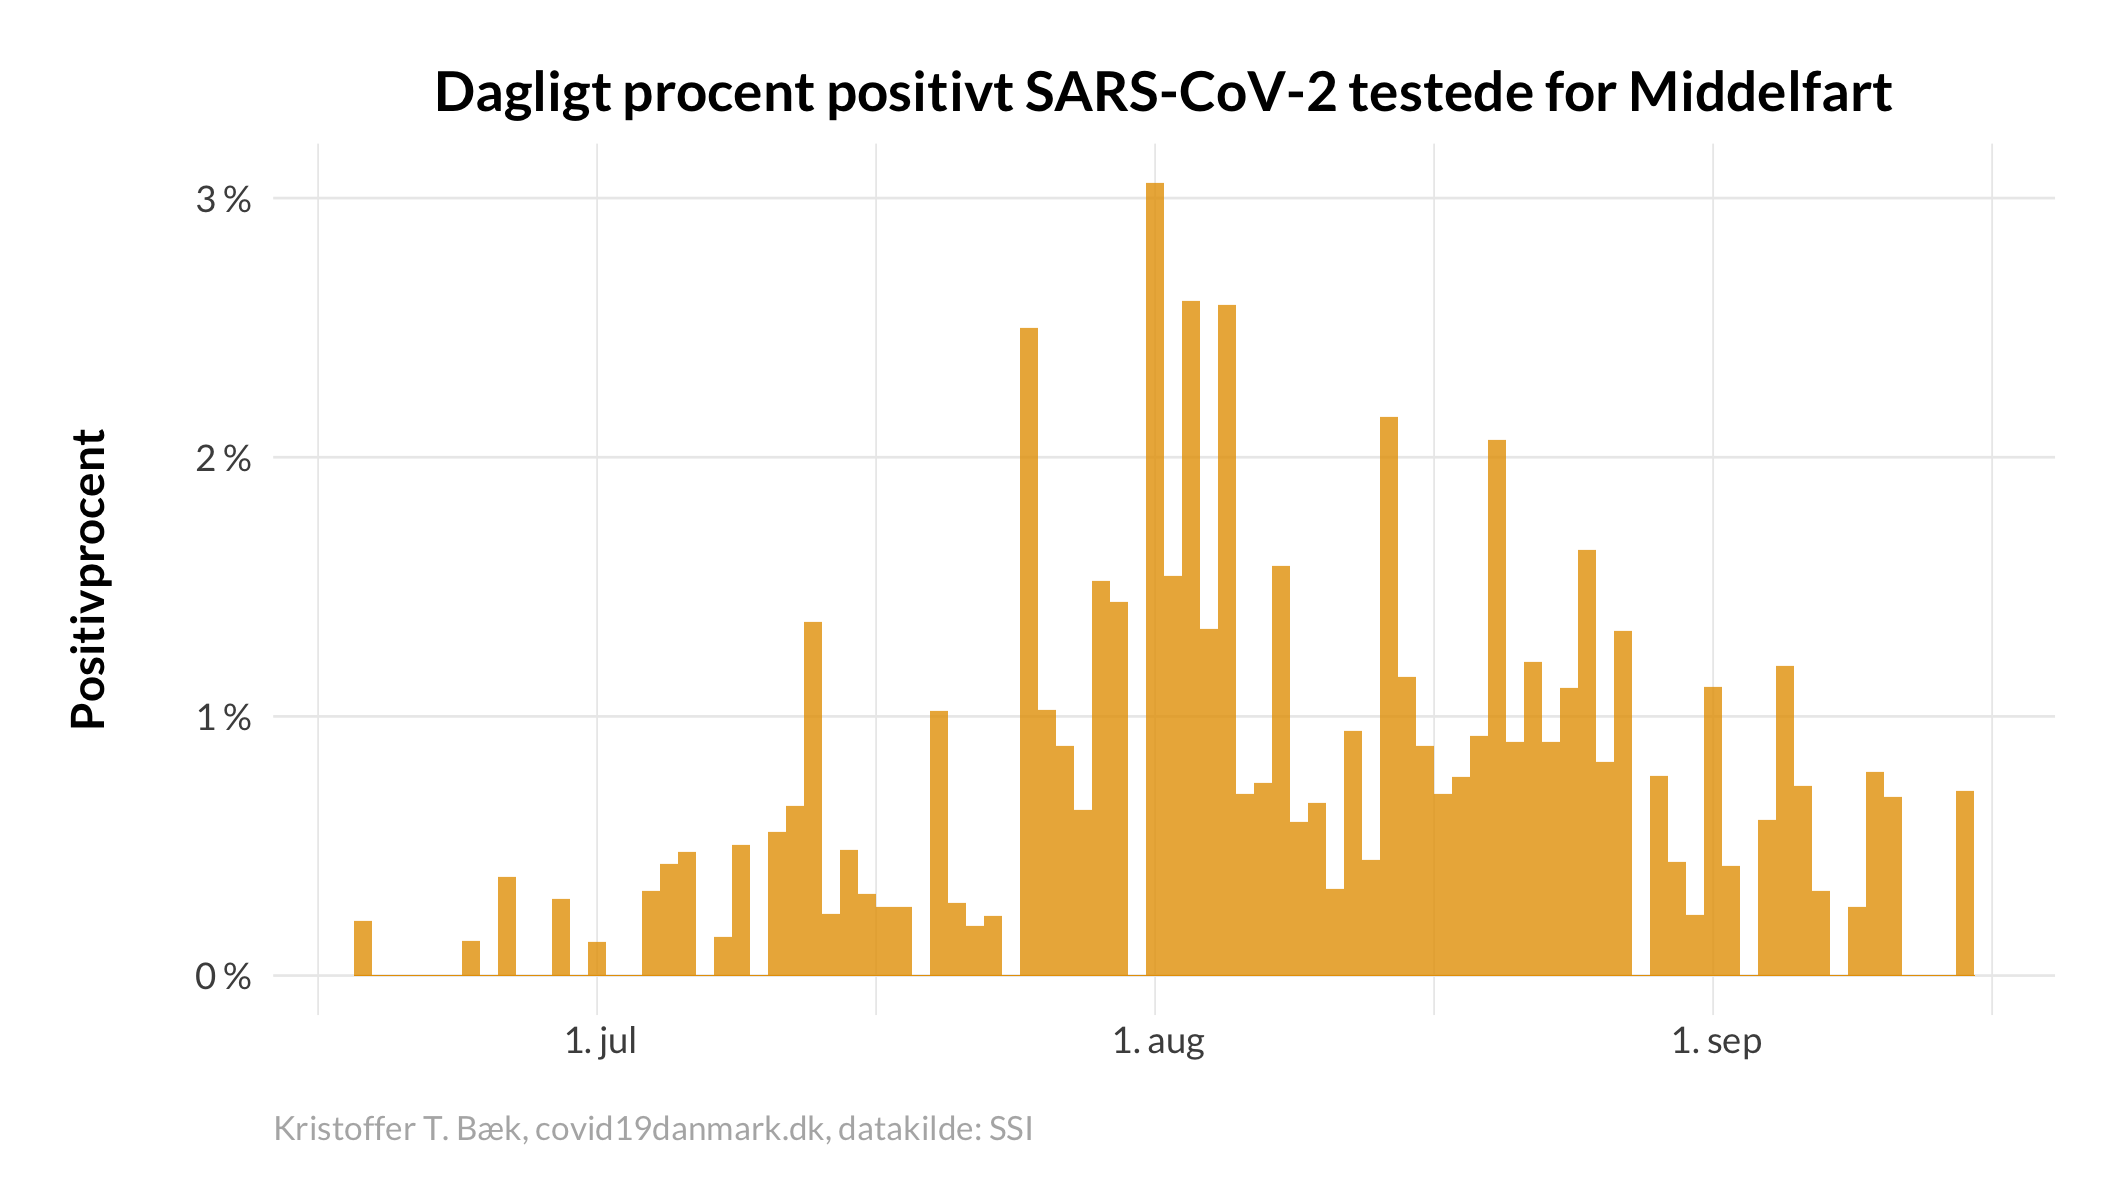 Dagligt procent positivt SARS-CoV-2 testede for Middelfart
Positivprocent
3 %
2 %
1 %
0 %
1. jul
1. aug
1. sep
Kristoffer T. Bæk, covid19danmark.dk, datakilde: SSI